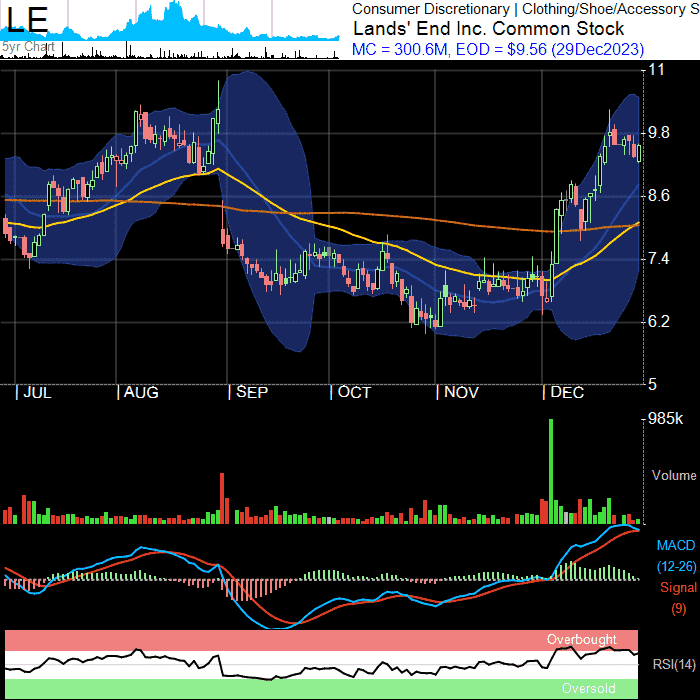 LE
5yr Chart
Consumer Discretionary | Clothing/Shoe/Accessory S
Lands' End Inc. Common Stock
MC = 300.6M, EOD = $9.56 (29Dec2023)
11
9.8
8.6
7.4
6.2
5
| JUL | AUG | SEP | OCT | NOV | DEC
985k
Volume
MACD
(12-26)
Signal
(9)
Overbought
RSI(14)
Oversold